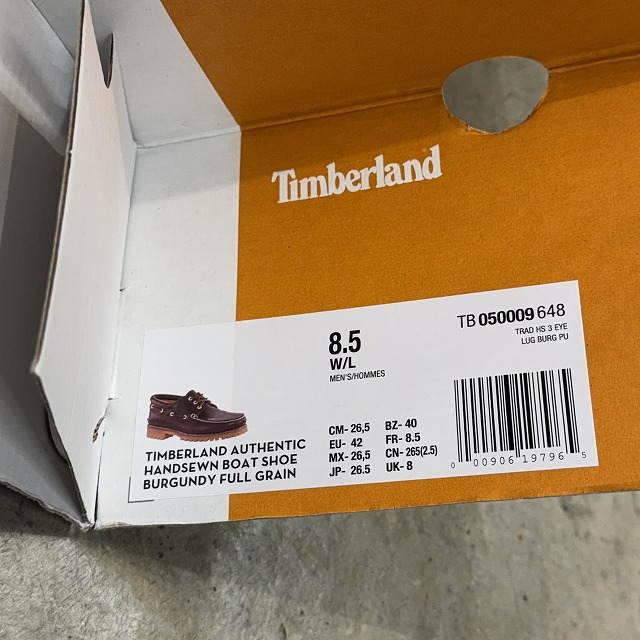 Timberland
TB 050009 648
TRAD HS 3 EYE
LUG BURG PU
8.5
W/L
MEN'S/HOMMES
TIMBERLAND AUTHENTIC
HANDSEWN BOAT SHOE
BURGUNDY FULL GRAIN
CM- 26,5 BZ- 40
EU- 42 FR- 8.5
MX- 26,5 CN- 265(2.5)
JP- 26.5 UK- 8
0 00906 19796 5